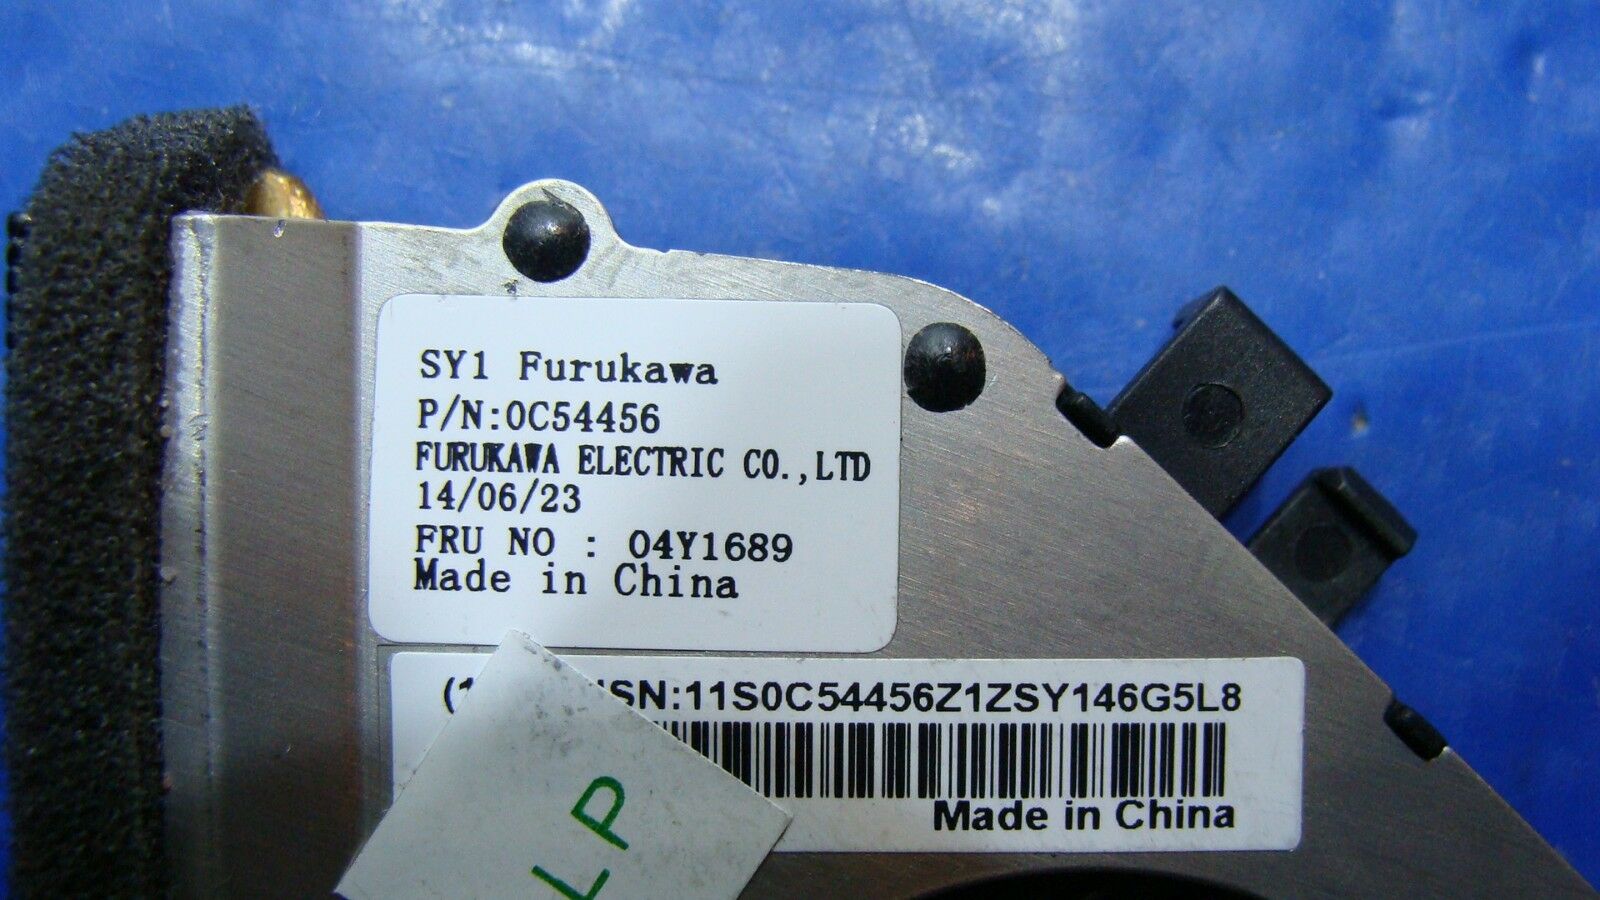 SY1 Furukawa
P/N:0C54456
FURUKAWA ELECTRIC CO.,LTD
14/06/23
FRU NO : 04Y1689
Made in China
SN:11S0C54456Z1ZSY146G5L8
Made in China
LP